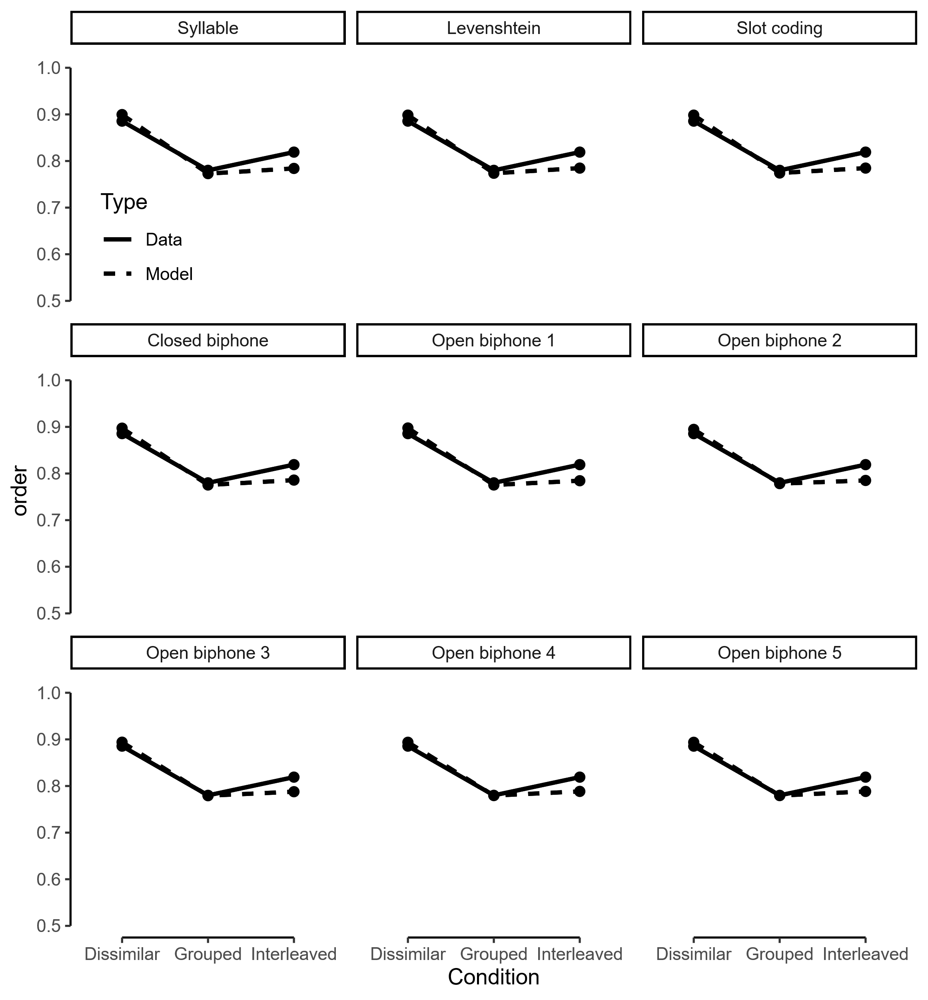 Syllable Levenshtein Slot coding
1.0
0.9
0.8
0.7
0.6
0.5
Type
Data
Model
Closed biphone Open biphone 1 Open biphone 2
1.0
0.9
0.8
0.7
0.6
0.5
order
Open biphone 3 Open biphone 4 Open biphone 5
1.0
0.9
0.8
0.7
0.6
0.5
Dissimilar Grouped Interleaved Dissimilar Grouped Interleaved Dissimilar Grouped Interleaved
Condition